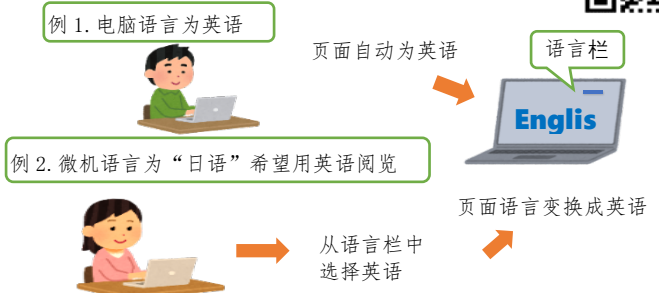 例 1.电脑语言为英语
页面自动为英语
语言栏
Englis
例 2.微机语言为“日语”希望用英语阅览
页面语言变换成英语
从语言栏中
选择英语